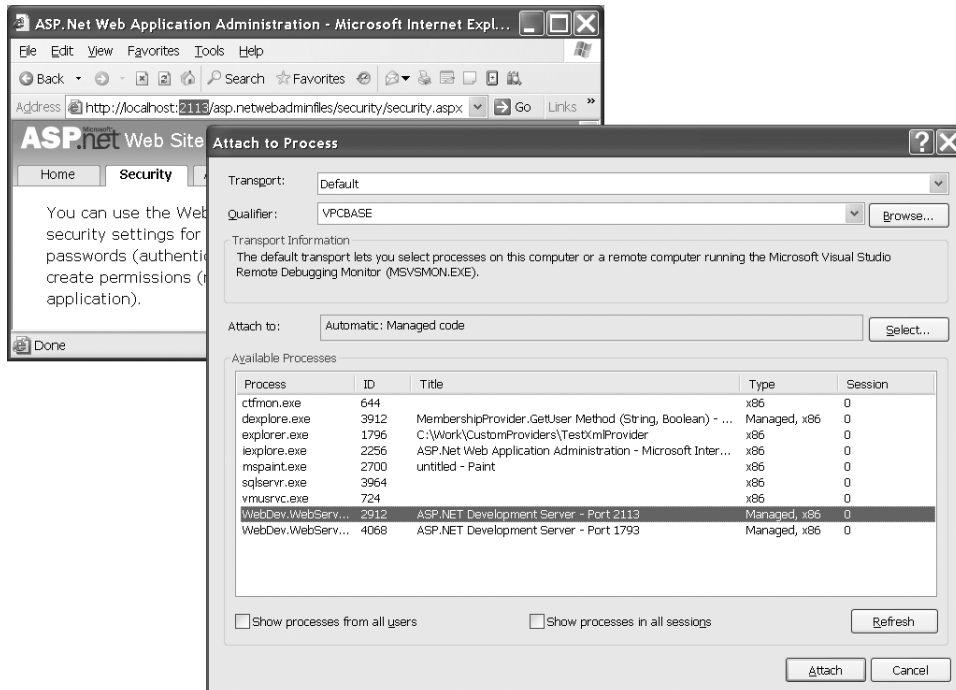 ASP.Net Web Application Administration - Microsoft Internet Expl...
File Edit View Favorites Tools Help
Back Search Favorites
Address http://localhost:2113/asp.netwebadminfiles/security/security.aspx Go Links »
Microsoft
ASP.net Web Site
Home Security A
You can use the Web
security settings for
passwords (authentic
create permissions (r
application).
Done
Attach to Process
Transport: Default
Qualifier: VPCBASE Browse...
Transport Information
The default transport lets you select processes on this computer or a remote computer running the Microsoft Visual Studio
Remote Debugging Monitor (MSVSMON.EXE).
Attach to: Automatic: Managed code Select...
Available Processes
Process ID Title Type Session
ctfmon.exe 644 x86 0
dexplore.exe 3912 MembershipProvider.GetUser Method (String, Boolean) - ... Managed, x86 0
explorer.exe 1796 C:\Work\CustomProviders\TestXmlProvider x86 0
iexplore.exe 2256 ASP.Net Web Application Administration - Microsoft Inter... x86 0
mspaint.exe 2700 untitled - Paint x86 0
sqlservr.exe 3964 x86 0
vmusrvc.exe 724 x86 0
WebDev.WebServ... 2912 ASP.NET Development Server - Port 2113 Managed, x86 0
WebDev.WebServ... 4068 ASP.NET Development Server - Port 1793 Managed, x86 0
Show processes from all users Show processes in all sessions Refresh
Attach Cancel